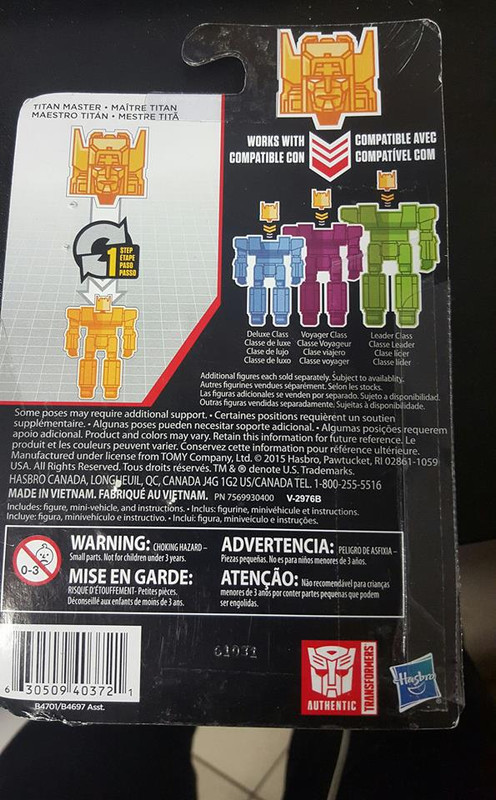 TITAN MASTER • MAÎTRE TITAN
MAESTRO TITÁN • MESTRE TITÃ
WORKS WITH
COMPATIBLE CON
COMPATIBLE AVEC
COMPATÍVEL COM
1 STEP
ÉTAPE
PASO
PASSO
Deluxe Class
Classe de luxe
Clase de lujo
Classe de luxo
Voyager Class
Classe Voyageur
Clase viajero
Classe voyager
Leader Class
Classe Leader
Clase líder
Classe líder
Additional figures each sold separately. Subject to availability.
Autres figurines vendues séparément. Selon les stocks.
Las figuras adicionales se venden por separado. Sujeto a disponibilidad.
Outras figuras vendidas separadamente. Sujeitas à disponibilidade.
Some poses may require additional support. • Certaines positions requièrent un soutien
supplémentaire. • Algunas poses pueden necesitar soporte adicional. • Algumas posições requerem
apoio adicional. Product and colors may vary. Retain this information for future reference. Le
produit et les couleurs peuvent varier. Conservez cette information pour référence ultérieure.
Manufactured under license from TOMY Company, Ltd. © 2015 Hasbro, Pawtucket, RI 02861-1059
USA. All Rights Reserved. Tous droits réservés. TM & ® denote U.S. Trademarks.
HASBRO CANADA, LONGUEUIL, QC, CANADA J4G 1G2 US/CANADA TEL. 1-800-255-5516
MADE IN VIETNAM. FABRIQUÉ AU VIETNAM. PN 7569930400 V-2976B
Includes: figure, mini-vehicle, and instructions. • Inclus: figurine, minivéhicule et instructions.
Incluye: figura, minivehículo e instructivo. • Inclui: figura, miniveículo e instruções.
0-3
WARNING: CHOKING HAZARD –
Small parts. Not for children under 3 years.
ADVERTENCIA: PELIGRO DE ASFIXIA –
Piezas pequeñas. No es para niños menores de 3 años.
MISE EN GARDE:
RISQUE D'ÉTOUFFEMENT- Petites pièces.
Déconseillé aux enfants de moins de 3 ans.
ATENÇÃO: Não recomendável para crianças
menores de 3 anos por conter partes pequenas que podem
ser engolidas.
6 30509 40372 1
B4701/B4697 Asst.
61031
AUTHENTIC
TRANSFORMERS
Hasbro